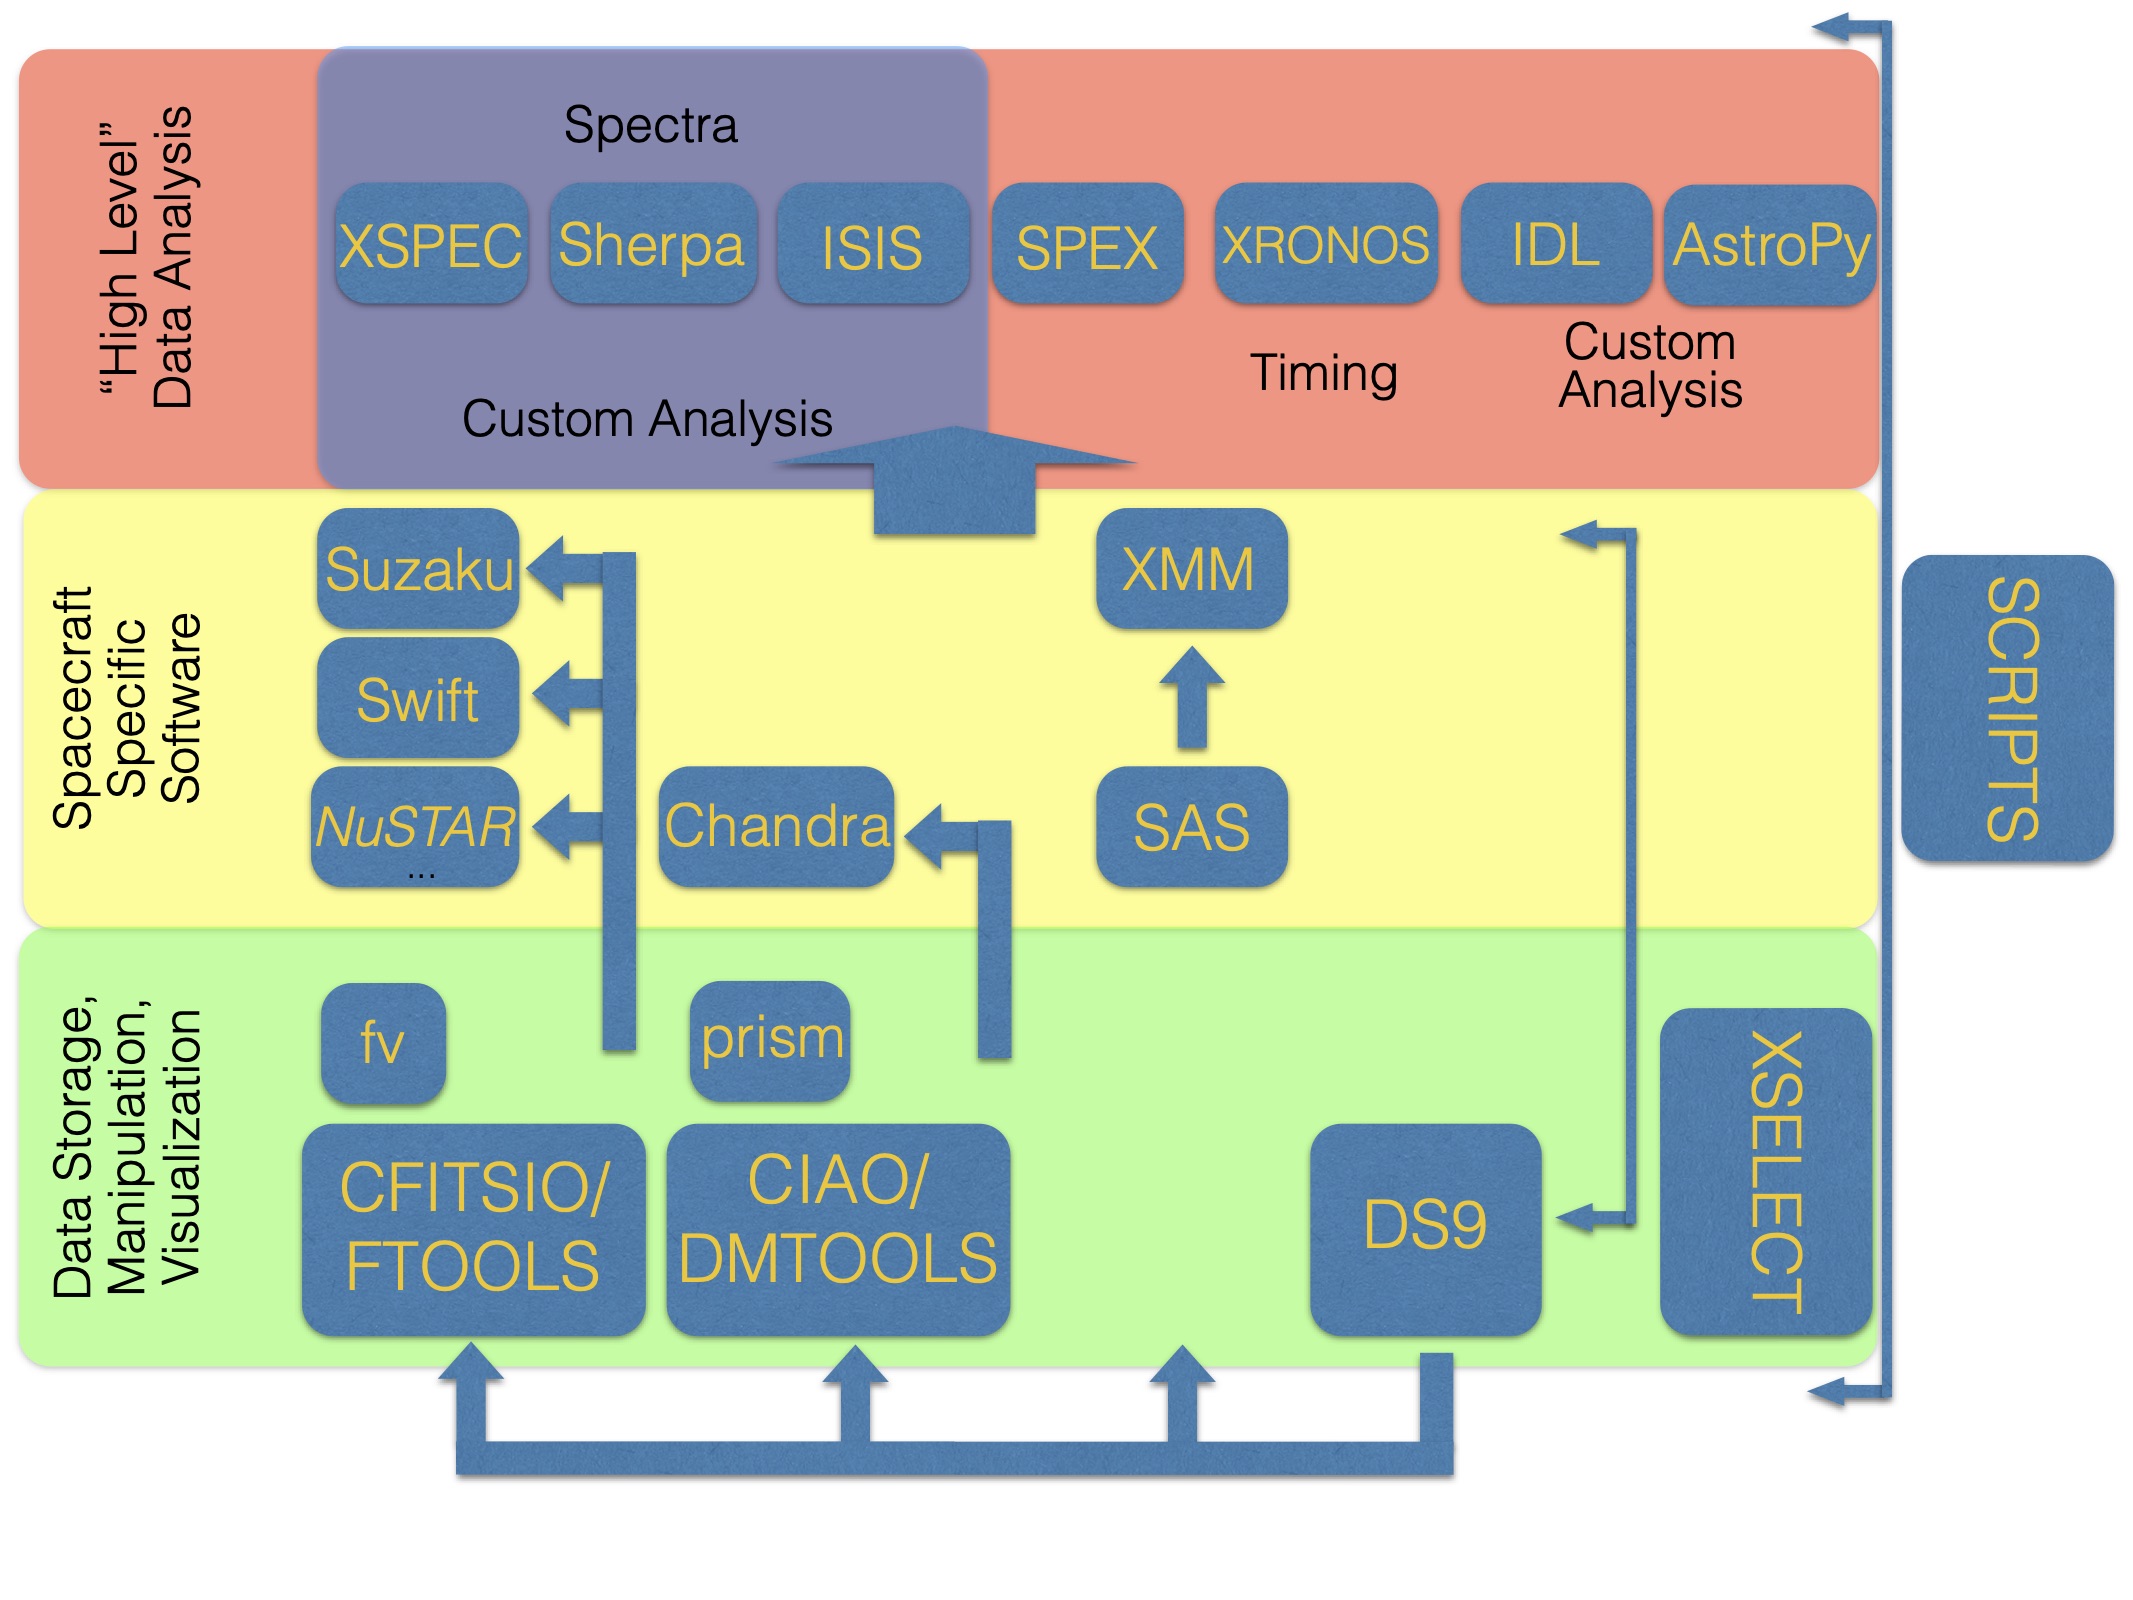 “High Level”
Data Analysis
Spectra
XSPEC
Sherpa
ISIS
SPEX
XRONOS
IDL
AstroPy
Custom Analysis
Timing
Custom
Analysis
Spacecraft
Specific
Software
Suzaku
Swift
NuSTAR
...
Chandra
XMM
SAS
SCRIPTS
Data Storage,
Manipulation,
Visualization
fv
prism
CFITSIO/
FTOOLS
CIAO/
DMTOOLS
DS9
XSELECT